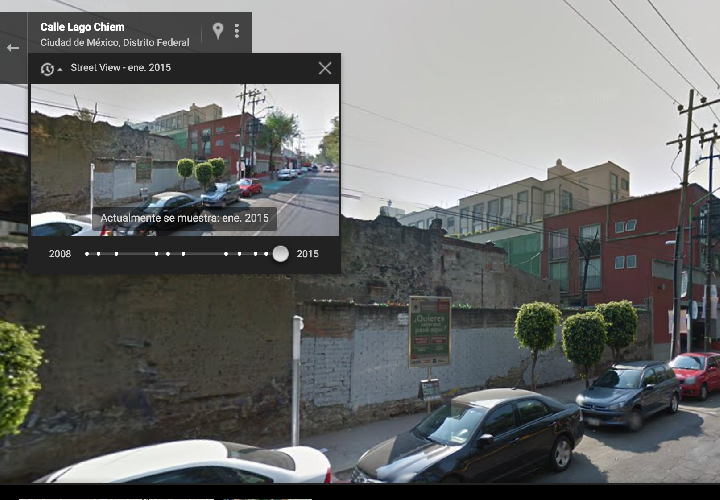 Calle Lago Chiem
Ciudad de México, Distrito Federal
Street View - ene. 2015
Actualmente se muestra: ene. 2015
2008
2015
¿Quieres